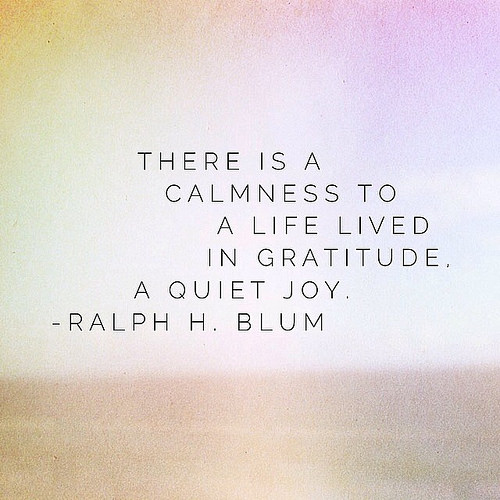 THERE IS A
CALMNESS TO
A LIFE LIVED
IN GRATITUDE,
A QUIET JOY.
-RALPH H. BLUM